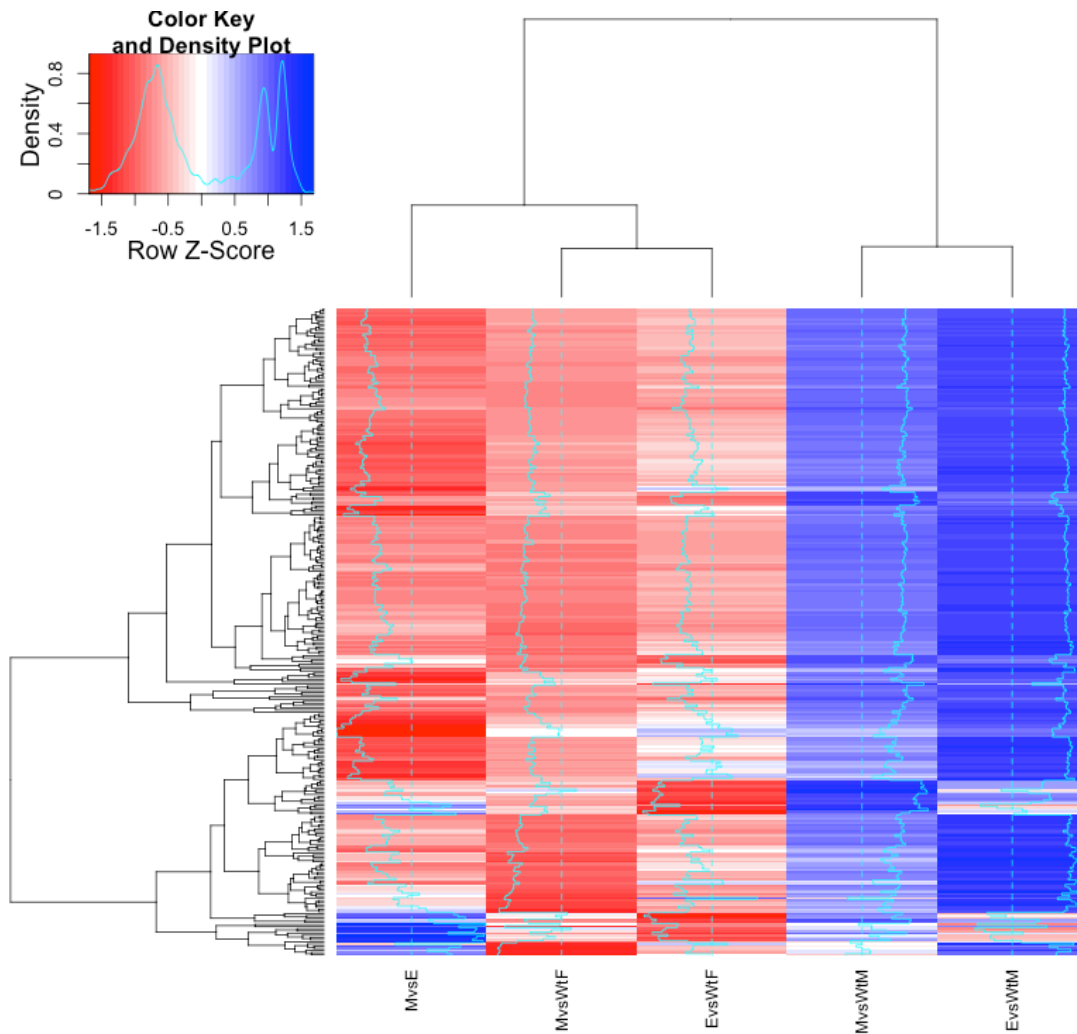 Color Key
and Density Plot
Density
0 0.4 0.8
-1.5 -0.5 0.5 1.5
Row Z-Score
MvsE
MvsWtF
EvsWtF
MvsWtM
EvsWtM